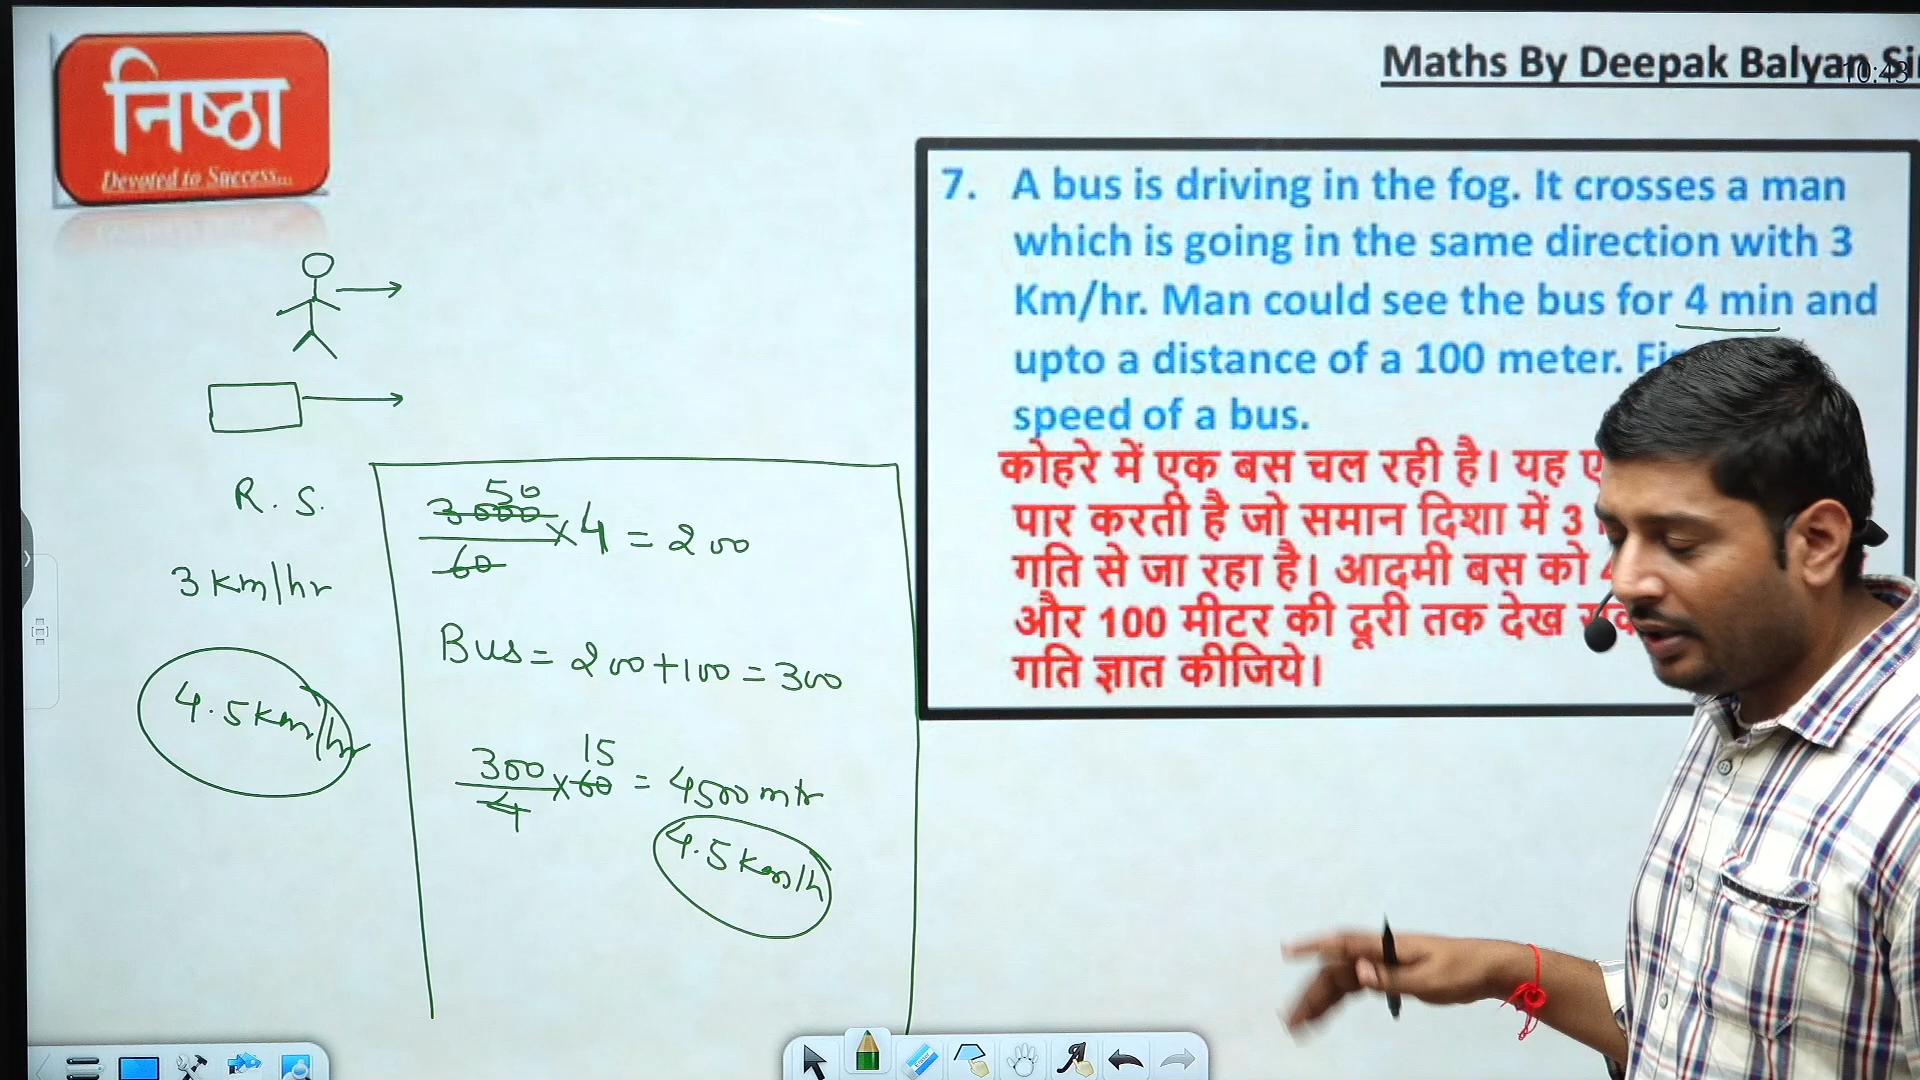 निष्ठा
Devoted to Success...
Maths By Deepak Balyan
10:43
7. A bus is driving in the fog. It crosses a man
which is going in the same direction with 3
Km/hr. Man could see the bus for 4 min and
upto a distance of a 100 meter.
speed of a bus.
कोहरे में एक बस चल रही है। यह
पार करती है जो समान दिशा में 3
गति से जा रहा है। आदमी बस को
और 100 मीटर की दूरी तक देख
गति ज्ञात कीजिये।
R. S.
3 km/hr
4.5 km/hr
50
3000
60
×4 = 200
Bus = 200+100 = 300
15
300/4 × 60 = 4500 mtr
4.5 km/h